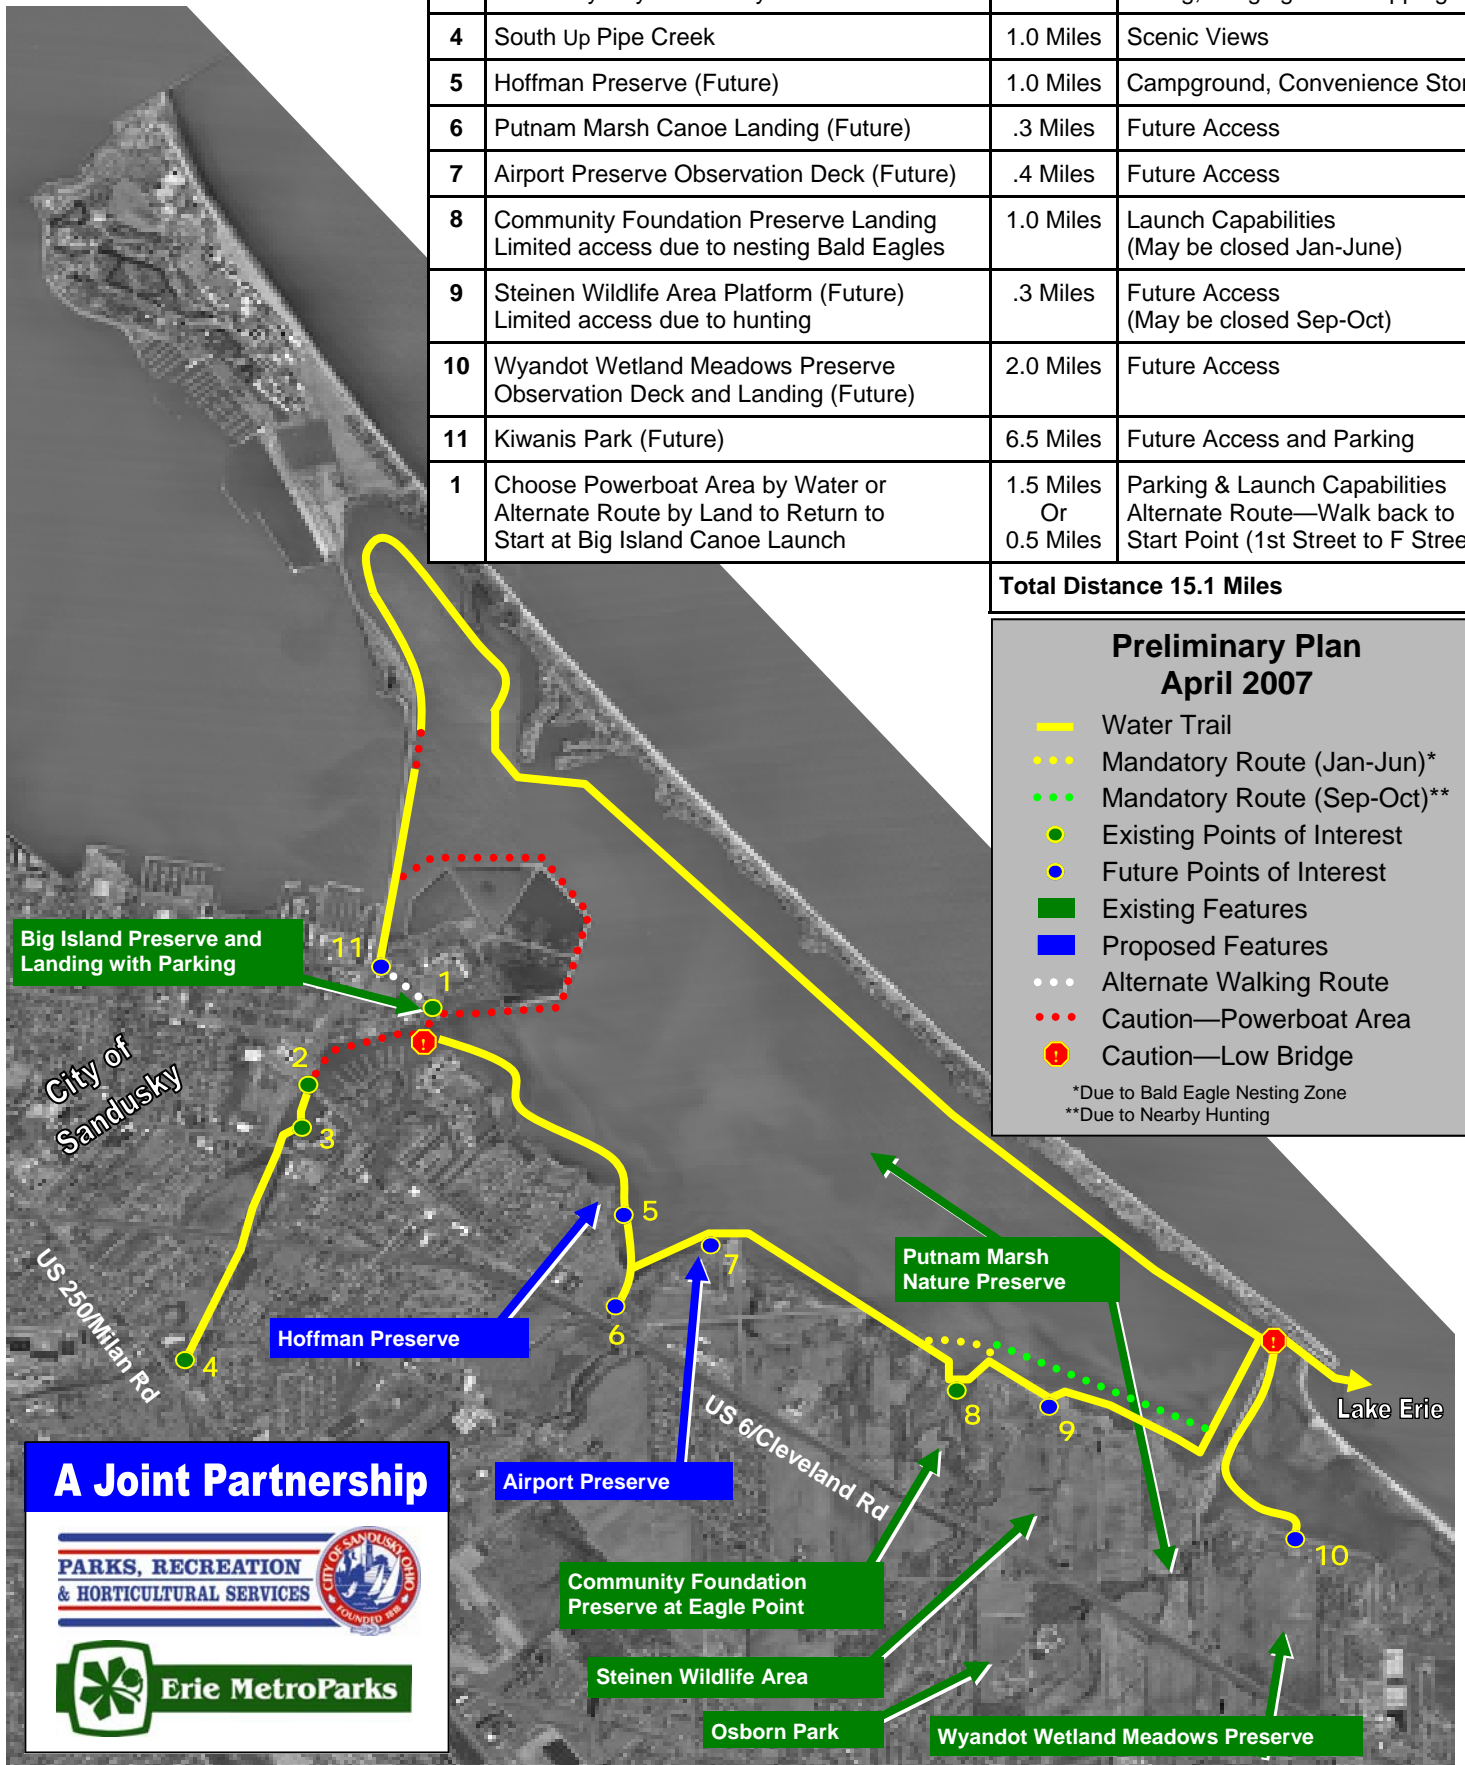 4 South Up Pipe Creek 1.0 Miles Scenic Views
5 Hoffman Preserve (Future) 1.0 Miles Campground, Convenience
6 Putnam Marsh Canoe Landing (Future) .3 Miles Future Access
7 Airport Preserve Observation Deck (Future) .4 Miles Future Access
8 Community Foundation Preserve Landing 1.0 Miles Launch Capabilities
Limited access due to nesting Bald Eagles (May be closed Jan-June)
9 Steinen Wildlife Area Platform (Future) .3 Miles Future Access
Limited access due to hunting (May be closed Sep-Oct)
10 Wyandot Wetland Meadows Preserve 2.0 Miles Future Access
Observation Deck and Landing (Future)
11 Kiwanis Park (Future) 6.5 Miles Future Access and Parking
1 Choose Powerboat Area by Water or 1.5 Miles Parking & Launch Capabilities
Alternate Route by Land to Return to Or Alternate Route—Walk back to
Start at Big Island Canoe Launch 0.5 Miles Start Point (1st Street to F
Total Distance 15.1 Miles
Preliminary Plan
April 2007
Water Trail
Mandatory Route (Jan-Jun)*
Mandatory Route (Sep-Oct)**
Existing Points of Interest
Future Points of Interest
Existing Features
Proposed Features
Alternate Walking Route
Caution—Powerboat Area
! Caution—Low Bridge
*Due to Bald Eagle Nesting Zone
**Due to Nearby Hunting
Big Island Preserve and
Landing with Parking
11
1
!
2
3
City of
Sandusky
4
US 250/Milan Rd
5
6
7
Hoffman Preserve
Putnam Marsh
Nature Preserve
!
Lake Erie
8
9
10
US 6/Cleveland Rd
Airport Preserve
Community Foundation
Preserve at Eagle Point
Steinen Wildlife Area
Osborn Park
Wyandot Wetland Meadows Preserve
A Joint Partnership
PARKS, RECREATION
& HORTICULTURAL SERVICES
CITY OF SANDUSKY, OHIO
FOUNDED 1818
Erie MetroParks